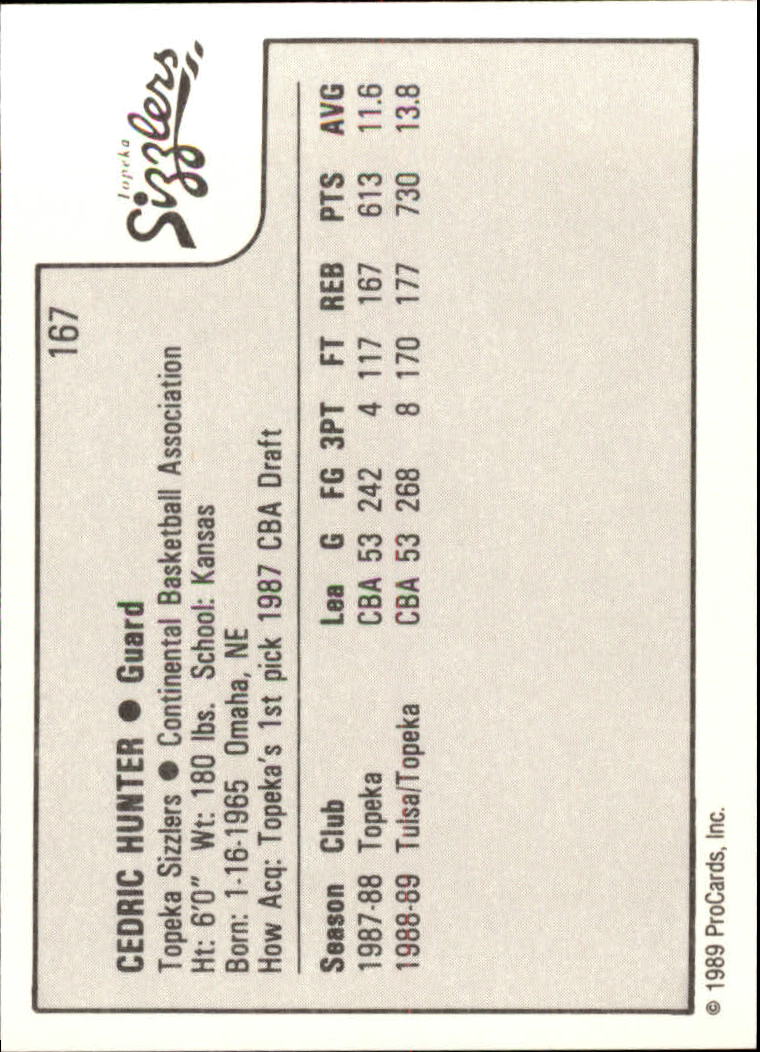 Topeka
Sizzlers
167
CEDRIC HUNTER ● Guard
Topeka Sizzlers ● Continental Basketball Association
Ht: 6'0" Wt: 180 lbs. School: Kansas
Born: 1-16-1965 Omaha, NE
How Acq: Topeka's 1st pick 1987 CBA Draft
Season Club Lea G FG 3PT FT REB PTS AVG
1987-88 Topeka CBA 53 242 4 117 167 613 11.6
1988-89 Tulsa/Topeka CBA 53 268 8 170 177 730 13.8
© 1989 ProCards, Inc.